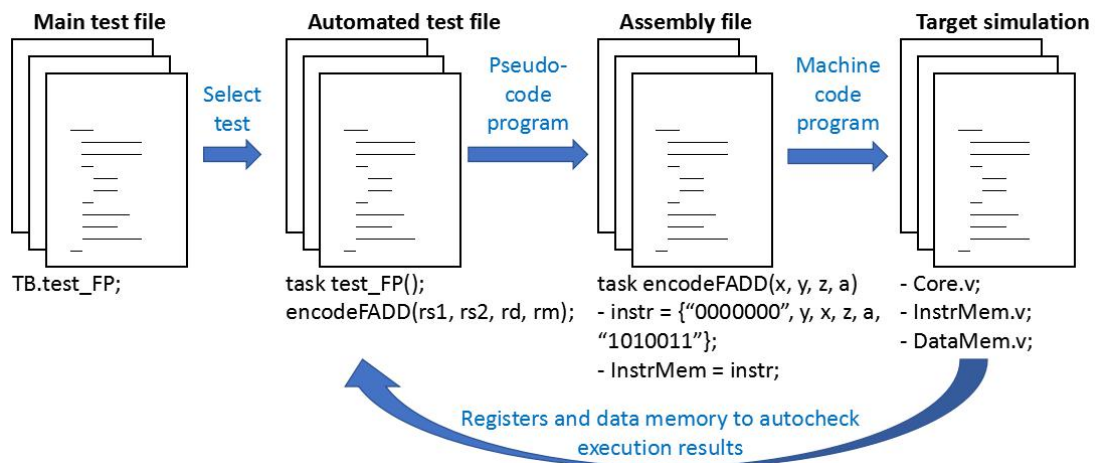 Main test file
Automated test file
Assembly file
Target simulation
Select
test
Pseudo-
code
program
Machine
code
program
TB.test_FP;
task test_FP();
encodeFADD(rs1, rs2, rd, rm);
task encodeFADD(x, y, z, a)
- instr = {“0000000”, y, x, z, a,
“1010011”};
- InstrMem = instr;
- Core.v;
- InstrMem.v;
- DataMem.v;
Registers and data memory to autocheck
execution results